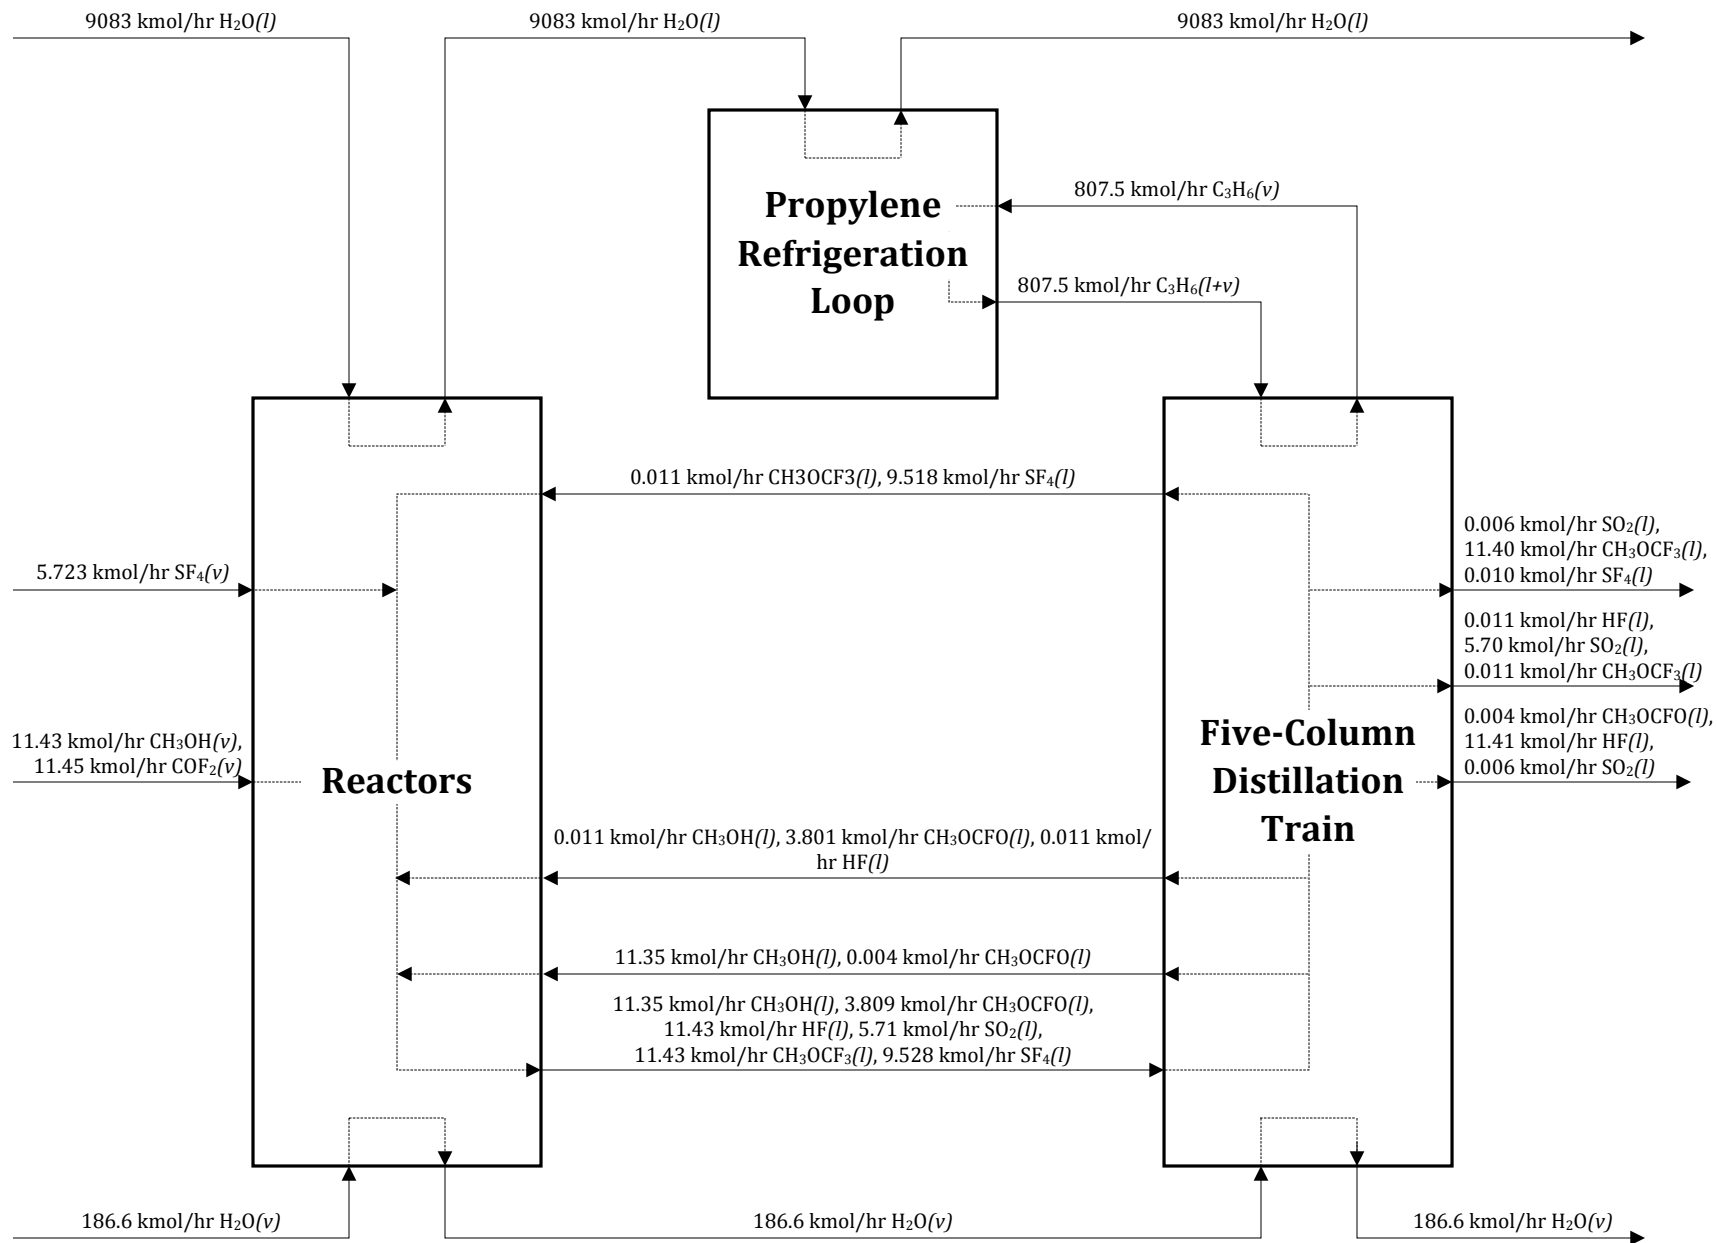 9083 kmol/hr H₂O(l)
9083 kmol/hr H₂O(l)
9083 kmol/hr H₂O(l)
Propylene
Refrigeration
Loop
807.5 kmol/hr C₃H₆(v)
807.5 kmol/hr C₃H₆(l+v)
0.011 kmol/hr CH3OCF3(l), 9.518 kmol/hr SF₄(l)
5.723 kmol/hr SF₄(v)
11.43 kmol/hr CH₃OH(v),
11.45 kmol/hr COF₂(v)
Reactors
0.006 kmol/hr SO₂(l),
11.40 kmol/hr CH₃OCF₃(l),
0.010 kmol/hr SF₄(l)
0.011 kmol/hr HF(l),
5.70 kmol/hr SO₂(l),
0.011 kmol/hr CH₃OCF₃(l)
0.004 kmol/hr CH₃OCFO(l),
11.41 kmol/hr HF(l),
0.006 kmol/hr SO₂(l)
Five-Column
Distillation
Train
0.011 kmol/hr CH₃OH(l), 3.801 kmol/hr CH₃OCFO(l), 0.011 kmol/
hr HF(l)
11.35 kmol/hr CH₃OH(l), 0.004 kmol/hr CH₃OCFO(l)
11.35 kmol/hr CH₃OH(l), 3.809 kmol/hr CH₃OCFO(l),
11.43 kmol/hr HF(l), 5.71 kmol/hr SO₂(l),
11.43 kmol/hr CH₃OCF₃(l), 9.528 kmol/hr SF₄(l)
186.6 kmol/hr H₂O(v)
186.6 kmol/hr H₂O(v)
186.6 kmol/hr H₂O(v)